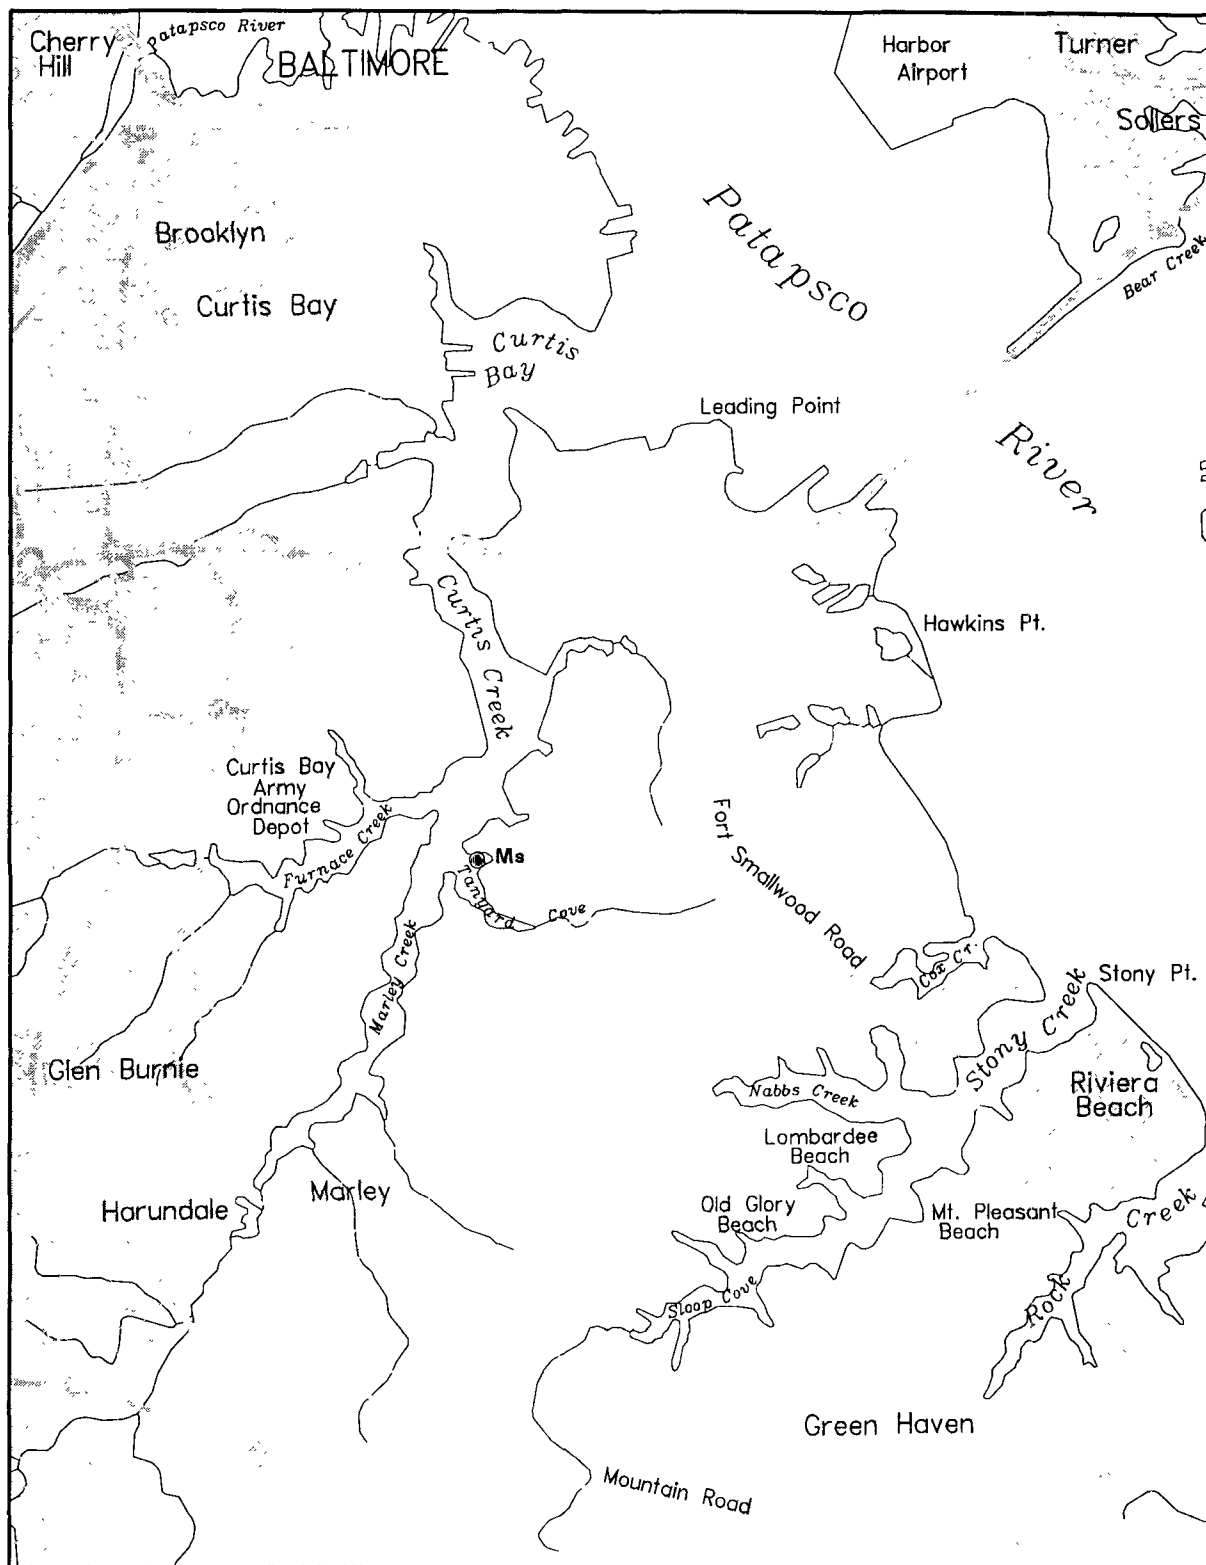 Cherry
Hill
Patapsco River
BALTIMORE
Harbor
Airport
Turner
Sollers
Brooklyn
Patapsco
Bear Creek
Curtis Bay
Curtis
Bay
Leading Point
River
Curtis Creek
Hawkins Pt.
Curtis Bay
Army
Ordnance
Depot
Furnace Creek
Ms
Tanyard Cove
Fort Smallwood Road
Marley Creek
Cox Cr.
Stony Creek
Stony Pt.
Glen Burnie
Nabbs Creek
Riviera
Beach
Lombardee
Beach
Harundale
Marley
Old Glory
Beach
Mt. Pleasant
Beach
Rock Creek
Sloop Cove
Green Haven
Mountain Road